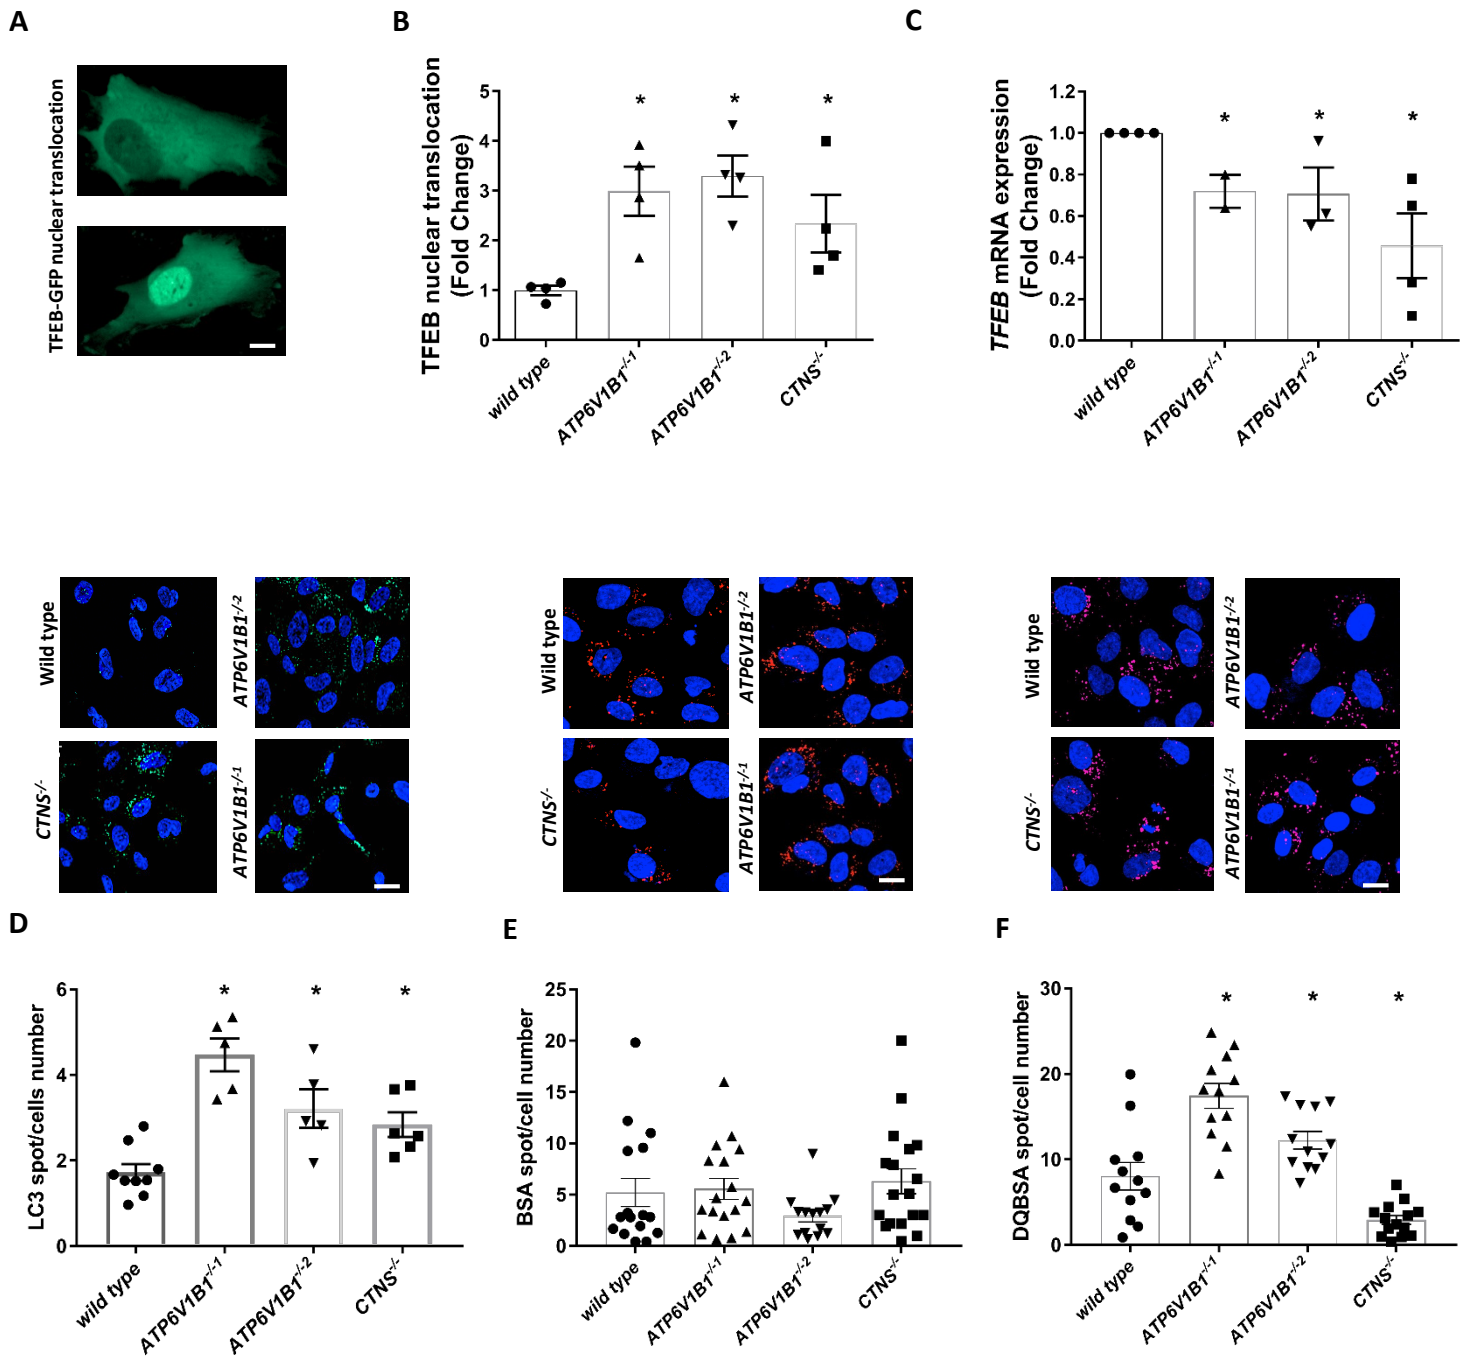 A
TFEB-GFP nuclear translocation
B
TFEB nuclear translocation
(Fold Change)
5
4
3
2
1
0
*
*
*
wild type
ATP6V1B1-/-1
ATP6V1B1-/-2
CTNS-/-
C
TFEB mRNA expression
(Fold Change)
1.2
1.0
0.8
0.6
0.4
0.2
0.0
*
*
*
wild type
ATP6V1B1-/-1
ATP6V1B1-/-2
CTNS-/-
Wild type
ATP6V1B1-/-2
CTNS-/-
ATP6V1B1-/-1
Wild type
ATP6V1B1-/-2
CTNS-/-
ATP6V1B1-/-1
Wild type
ATP6V1B1-/-2
CTNS-/-
ATP6V1B1-/-1
D
LC3 spot/cells number
6
4
2
0
*
*
*
wild type
ATP6V1B1-/-1
ATP6V1B1-/-2
CTNS-/-
E
BSA spot/cell number
25
20
15
10
5
0
wild type
ATP6V1B1-/-1
ATP6V1B1-/-2
CTNS-/-
F
DQBSA spot/cell number
30
20
10
0
*
*
*
wild type
ATP6V1B1-/-1
ATP6V1B1-/-2
CTNS-/-